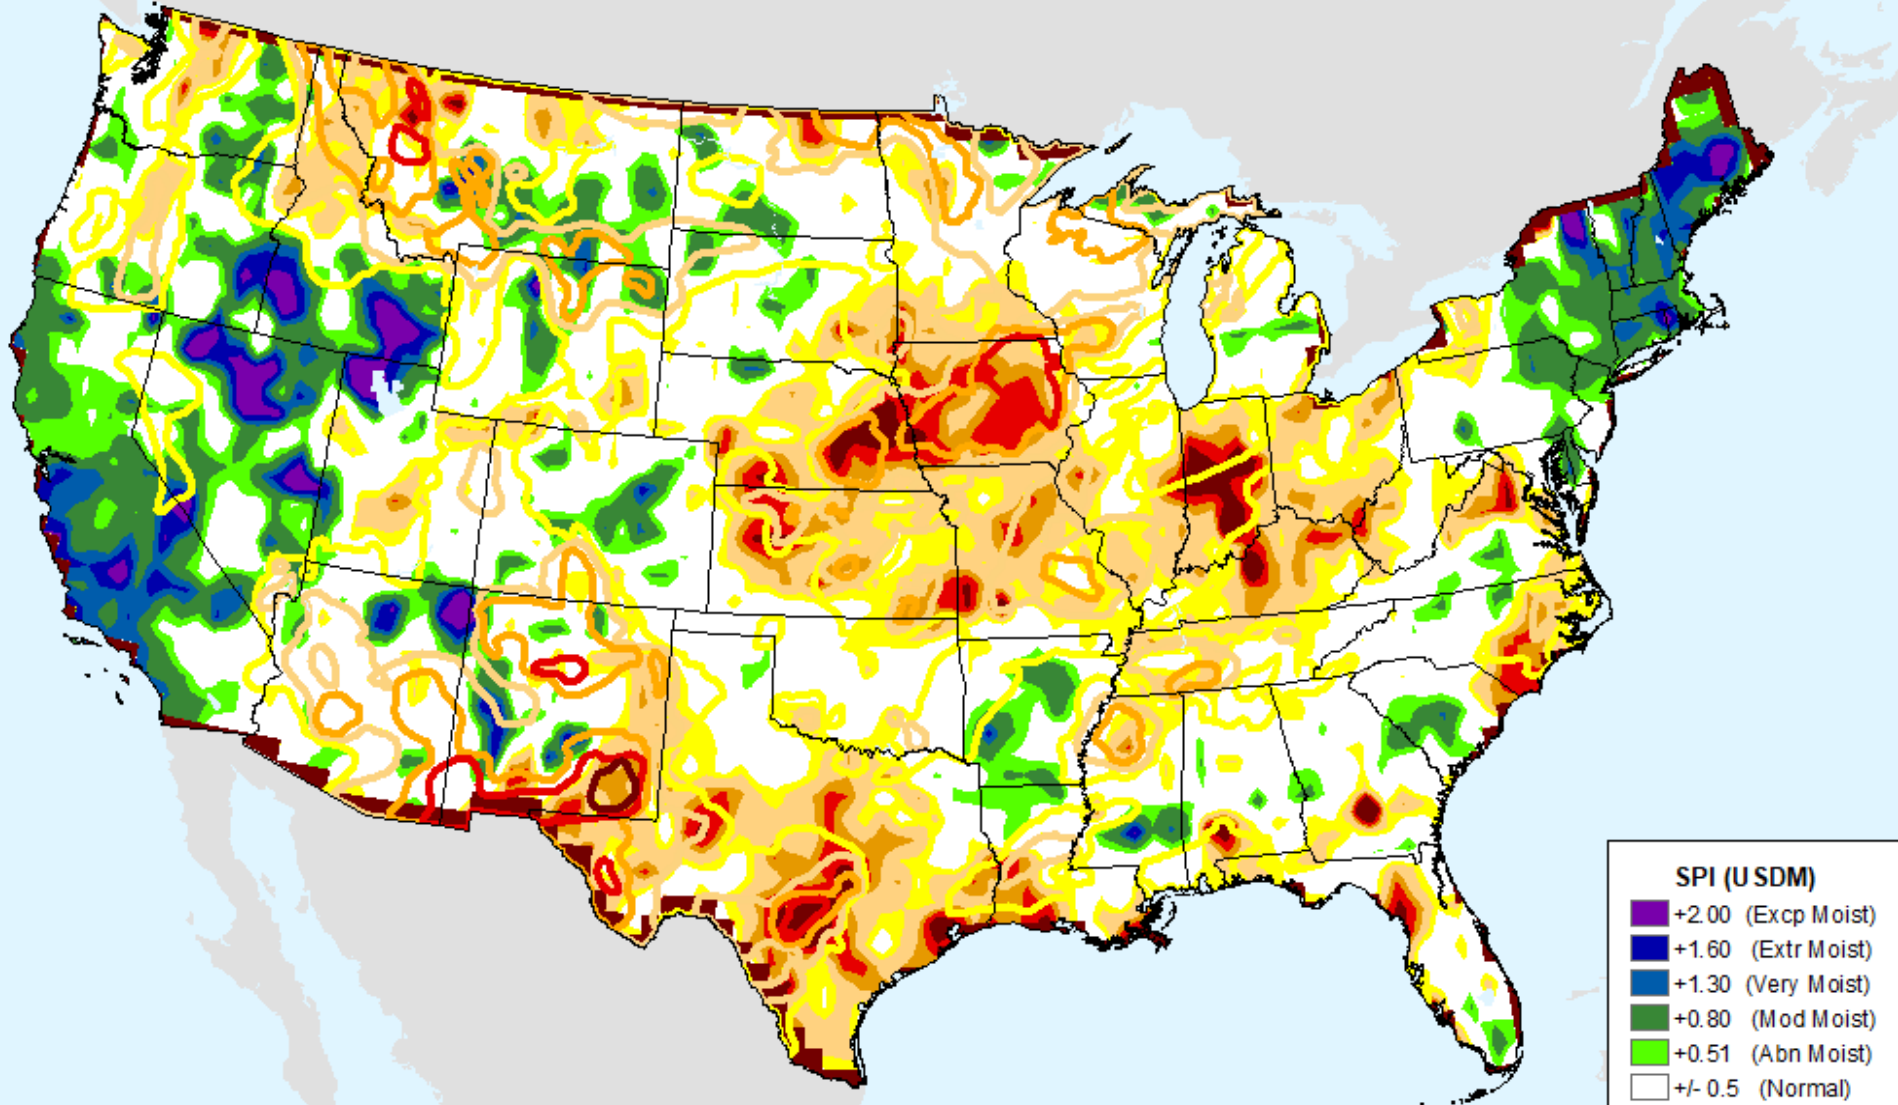 SPI (USDM)
+2.00 (Excp Moist)
+1.60 (Extr Moist)
+1.30 (Very Moist)
+0.80 (Mod Moist)
+0.51 (Abn Moist)
+/- 0.5 (Normal)